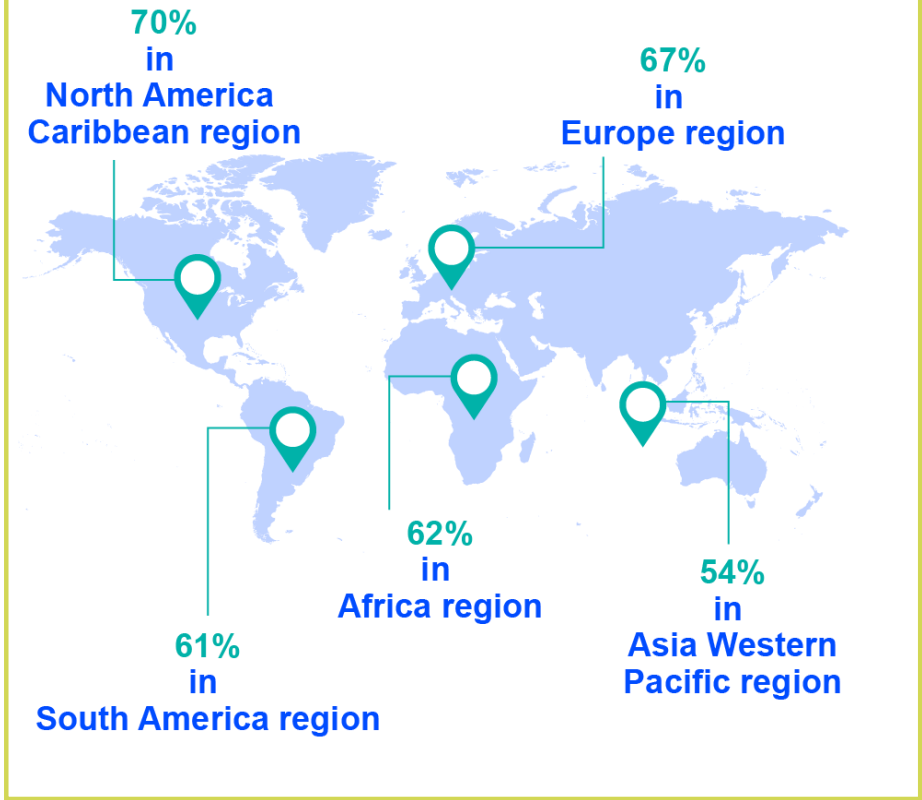 70%
in
North America
Caribbean region
67%
in
Europe region
62%
in
Africa region
54%
in
Asia Western
Pacific region
61%
in
South America region